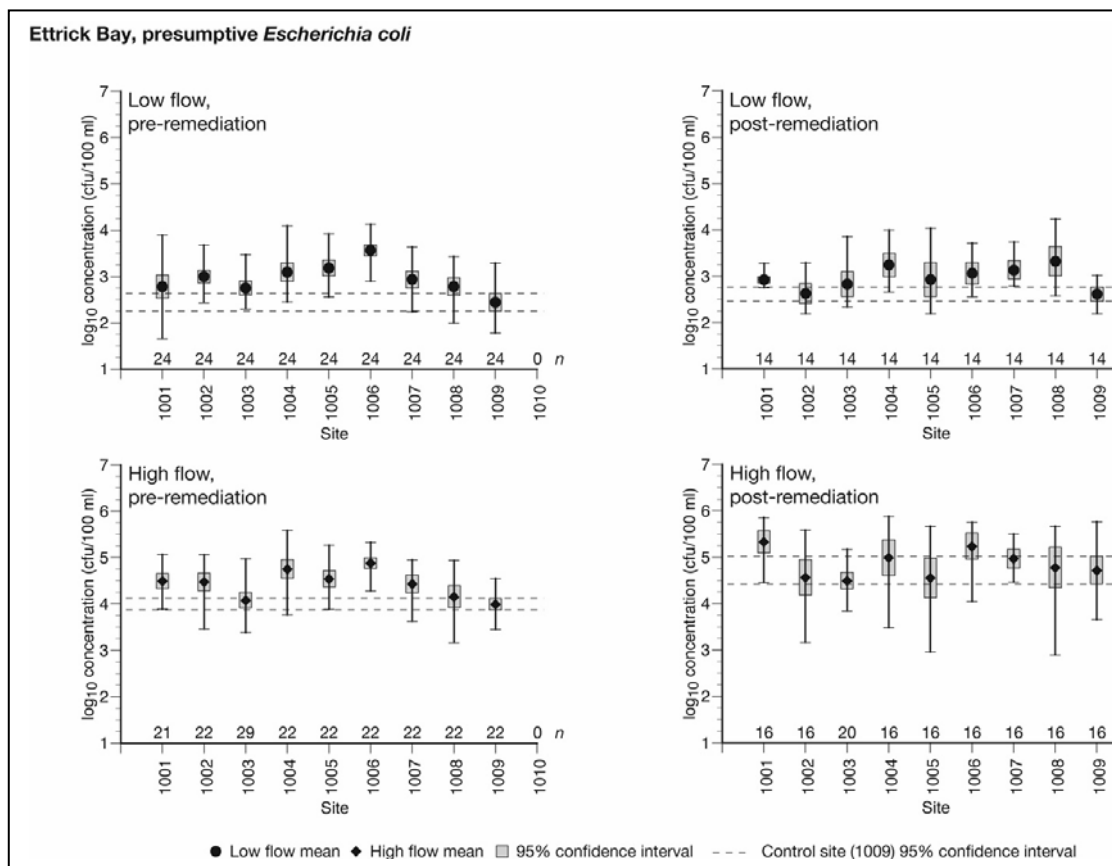 Ettrick Bay, presumptive Escherichia coli
Low flow,
pre-remediation
log10 concentration (cfu/100 ml)
7
6
5
4
3
2
1
24 24 24 24 24 24 24 24 24 0 n
1001 1002 1003 1004 1005 1006 1007 1008 1009 1010
Site
Low flow,
post-remediation
log10 concentration (cfu/100 ml)
7
6
5
4
3
2
1
14 14 14 14 14 14 14 14 14
1001 1002 1003 1004 1005 1006 1007 1008 1009
Site
High flow,
pre-remediation
log10 concentration (cfu/100 ml)
7
6
5
4
3
2
1
21 22 29 22 22 22 22 22 22 0 n
1001 1002 1003 1004 1005 1006 1007 1008 1009 1010
Site
High flow,
post-remediation
log10 concentration (cfu/100 ml)
7
6
5
4
3
2
1
16 16 20 16 16 16 16 16 16
1001 1002 1003 1004 1005 1006 1007 1008 1009
Site
Low flow mean High flow mean 95% confidence interval Control site (1009) 95% confidence interval